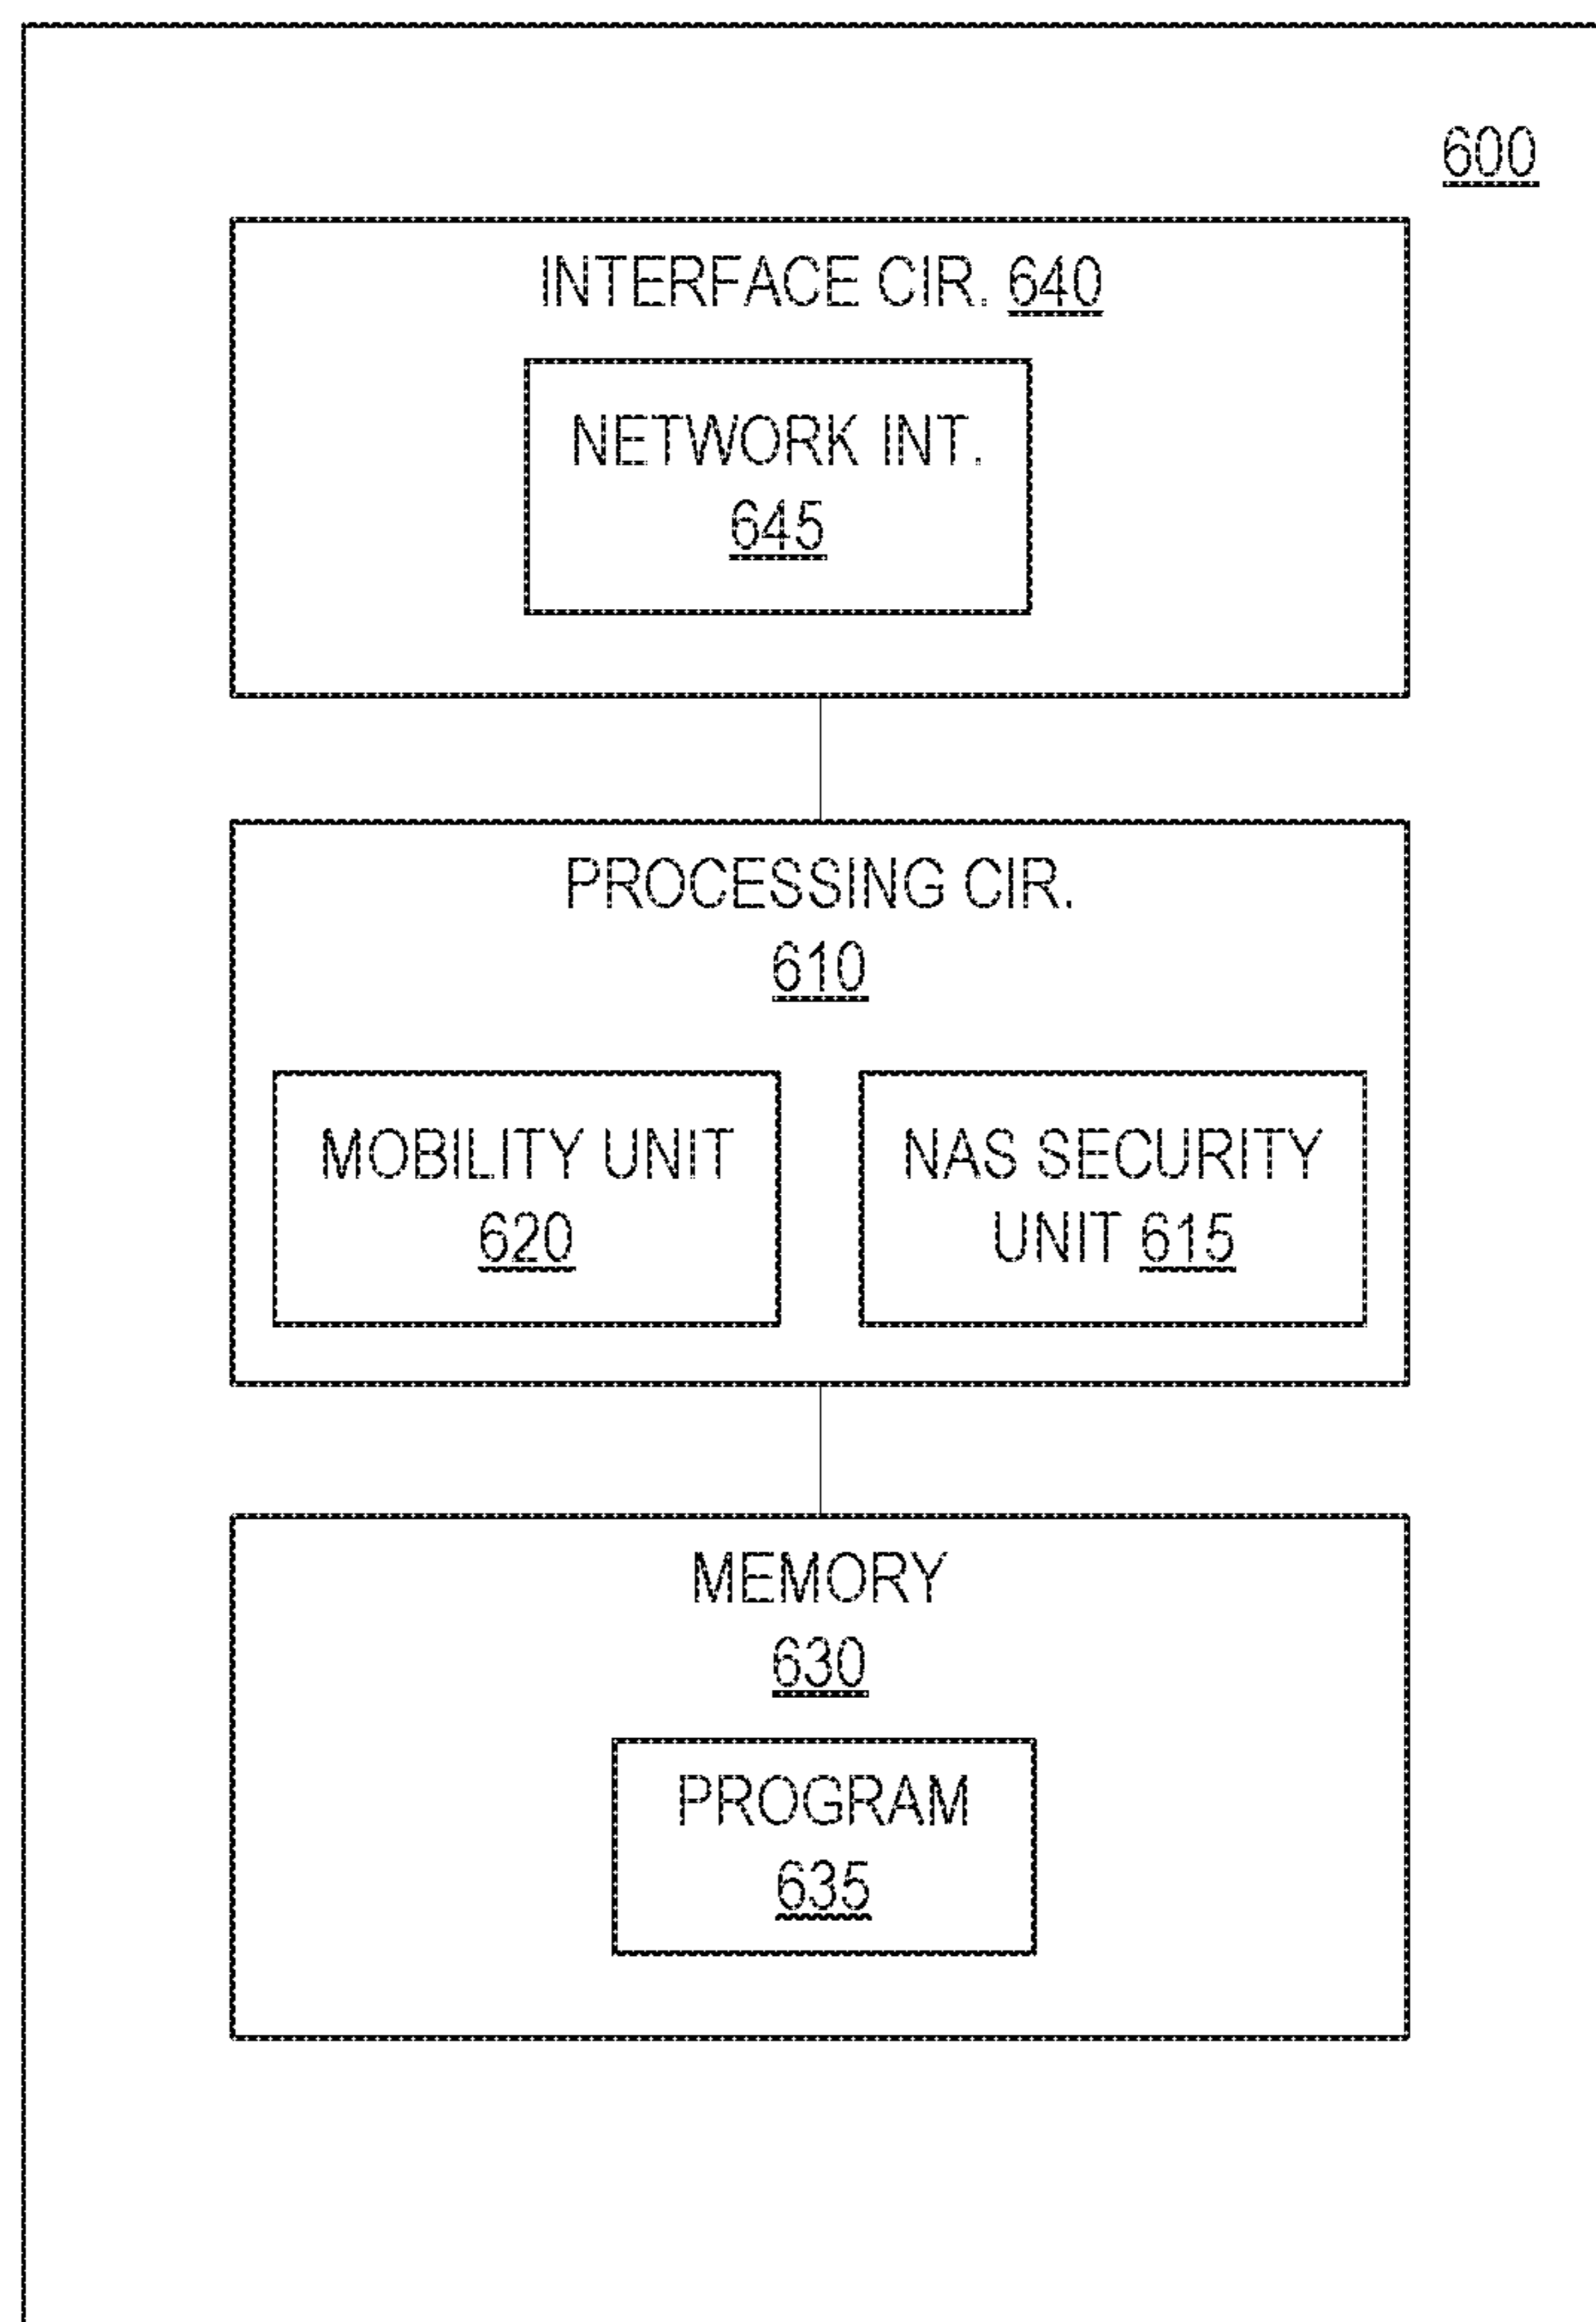 600
INTERFACE CIR. 640
NETWORK INT.
645
PROCESSING CIR.
610
MOBILITY UNIT
620
NAS SECURITY
UNIT 615
MEMORY
630
PROGRAM
635